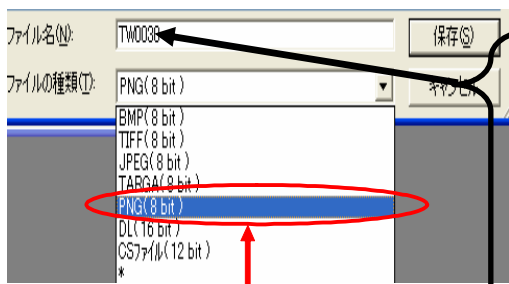 ファイル名(N): TW0038 保存(S)
ファイルの種類(T): PNG( 8 bit ) キャンセル
BMP( 8 bit )
TIFF( 8 bit )
JPEG( 8 bit )
TARGA( 8 bit )
PNG( 8 bit )
DL( 16 bit )
CSファイル( 12 bit )
*